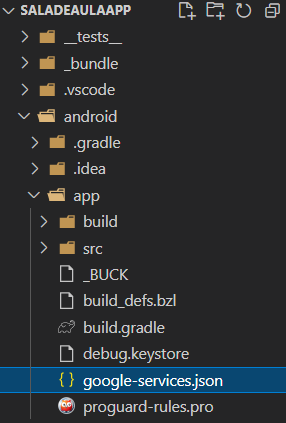 SALADEAULAAPP
__tests__
_bundle
.vscode
android
.gradle
.idea
app
build
src
_BUCK
build_defs.bzl
build.gradle
debug.keystore
google-services.json
proguard-rules.pro